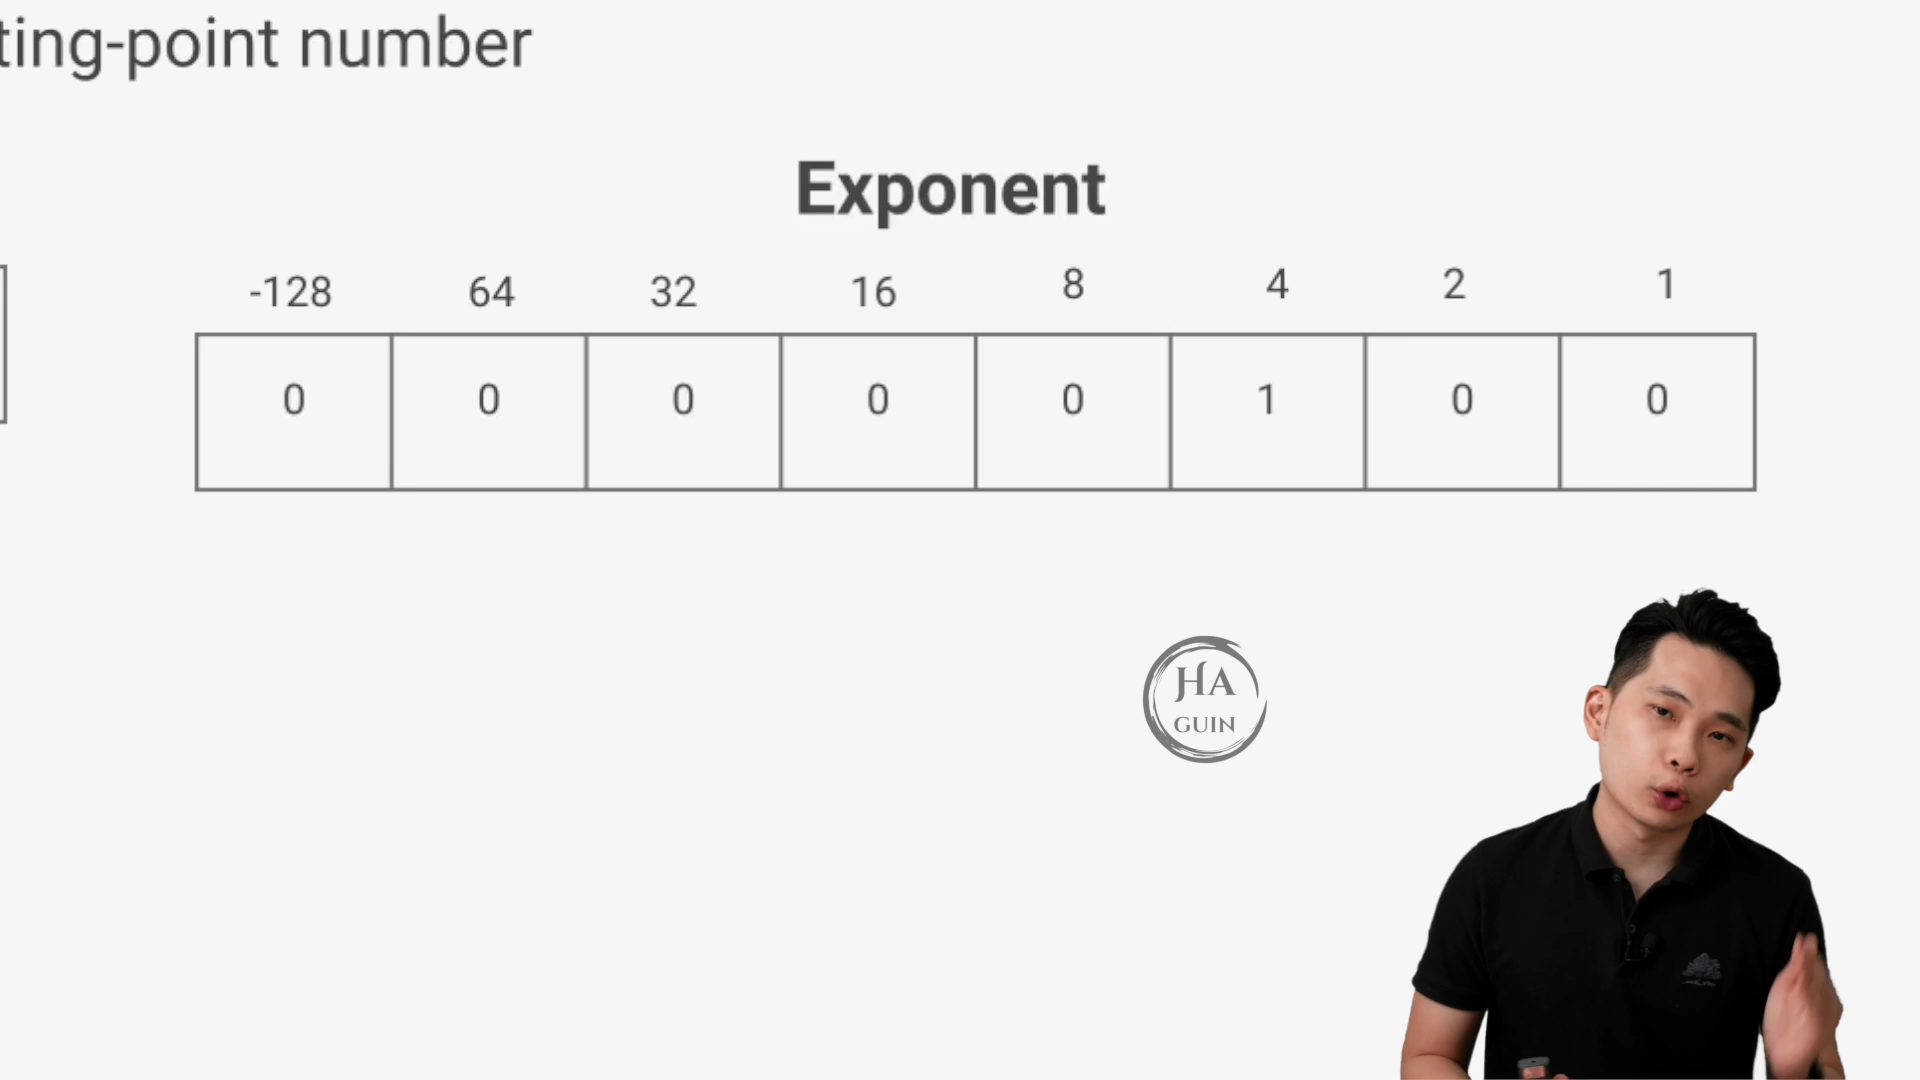 ting-point number
Exponent
-128 64 32 16 8 4 2 1
0 0 0 0 0 1 0 0
HA
GUIN